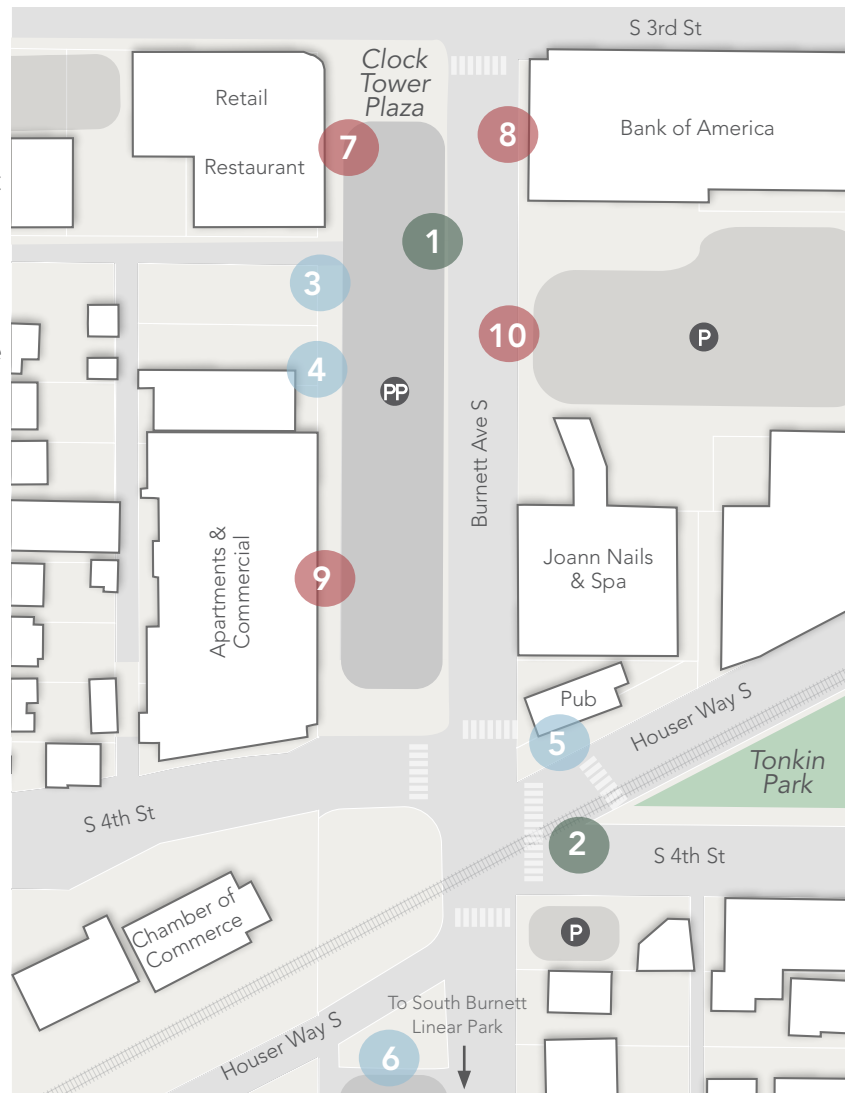 S 3rd St
Clock
Tower
Plaza
Retail
Bank of America
7
8
Restaurant
1
3
10
P
4
PP
Burnett Ave S
Apartments &
Commercial
Joann Nails
& Spa
9
Pub
Houser Way S
5
Tonkin
Park
S 4th St
2
S 4th St
Chamber of
Commerce
P
To South Burnett
Linear Park
Houser Way S
6